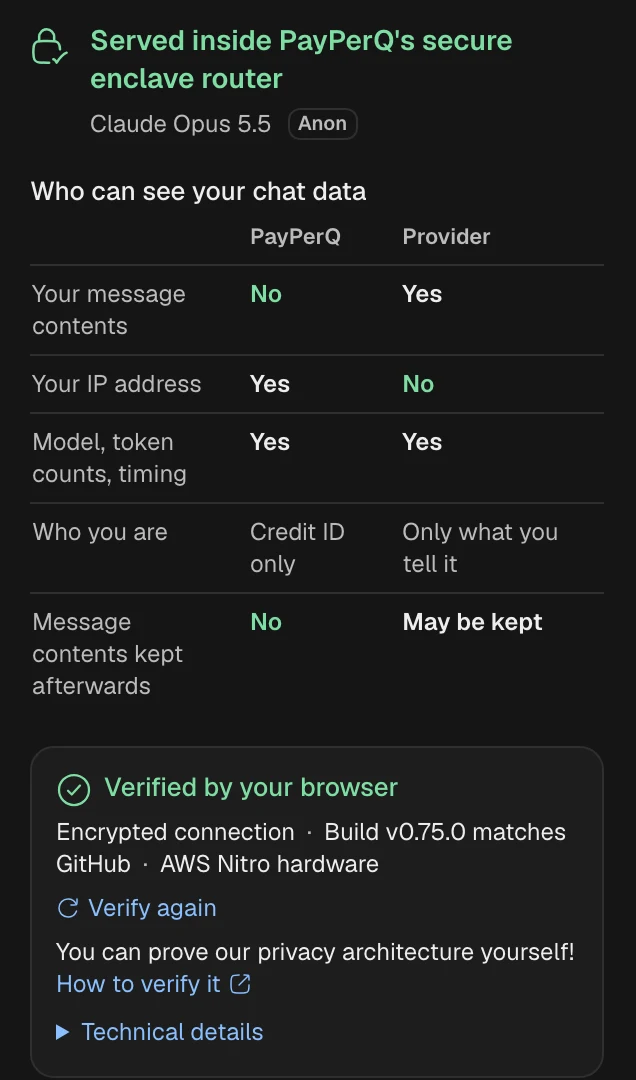 Served inside PayPerQ's secure
enclave router
Claude Opus 5.5 Anon
Who can see your chat data
PayPerQ Provider
Your message No Yes
contents
Your IP address Yes No
Model, token Yes Yes
counts, timing
Who you are Credit ID Only what you
only tell it
Message No May be kept
contents kept
afterwards
Verified by your browser
Encrypted connection · Build v0.75.0 matches
GitHub · AWS Nitro hardware
Verify again
You can prove our privacy architecture yourself!
How to verify it
Technical details